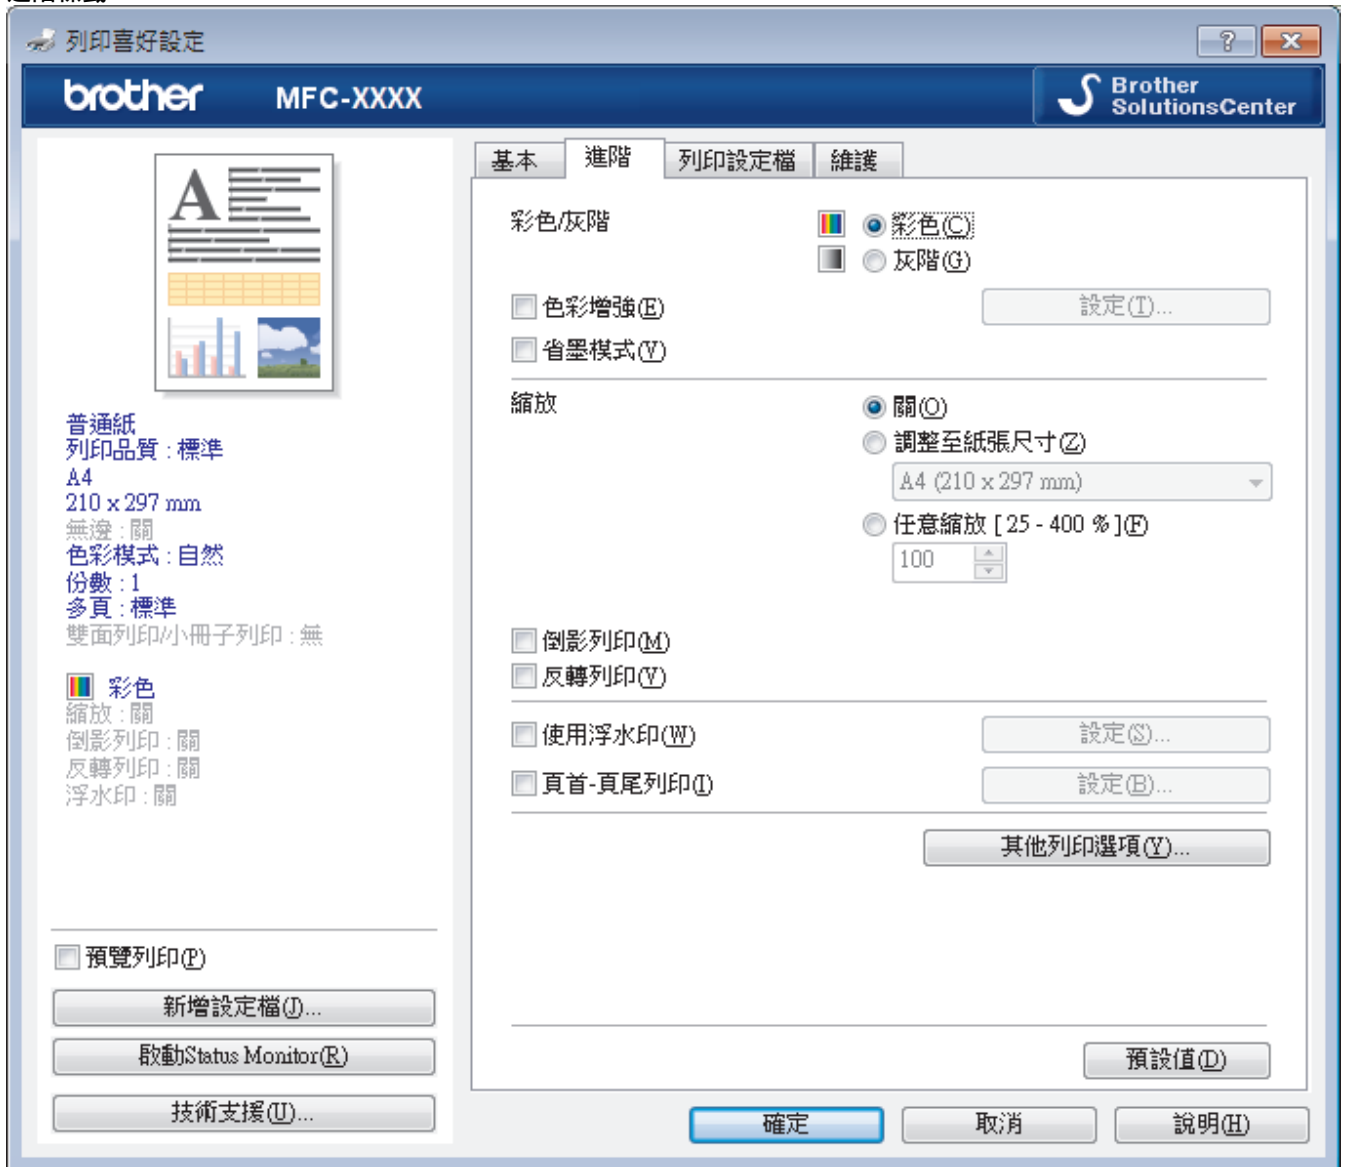 列印喜好設定
brother MFC-XXXX
Brother
SolutionsCenter
A
普通紙
列印品質 : 標準
A4
210 x 297 mm
無邊 : 關
色彩模式 : 自然
份數 : 1
多頁 : 標準
雙面列印/小冊子列印 : 無
彩色
縮放 : 關
倒影列印 : 關
反轉列印 : 關
浮水印 : 關
預覽列印(P)
新增設定檔(J)...
啟動Status Monitor(R)
技術支援(U)...
基本 進階 列印設定檔 維護
彩色/灰階
彩色(C)
灰階(G)
色彩增強(E) 設定(T)...
省墨模式(V)
縮放
關(O)
調整至紙張尺寸(Z)
A4 (210 x 297 mm)
任意縮放 [ 25 - 400 % ](F)
100
倒影列印(M)
反轉列印(V)
使用浮水印(W) 設定(S)...
頁首-頁尾列印(I) 設定(B)...
其他列印選項(Y)...
預設值(D)
確定 取消 說明(H)